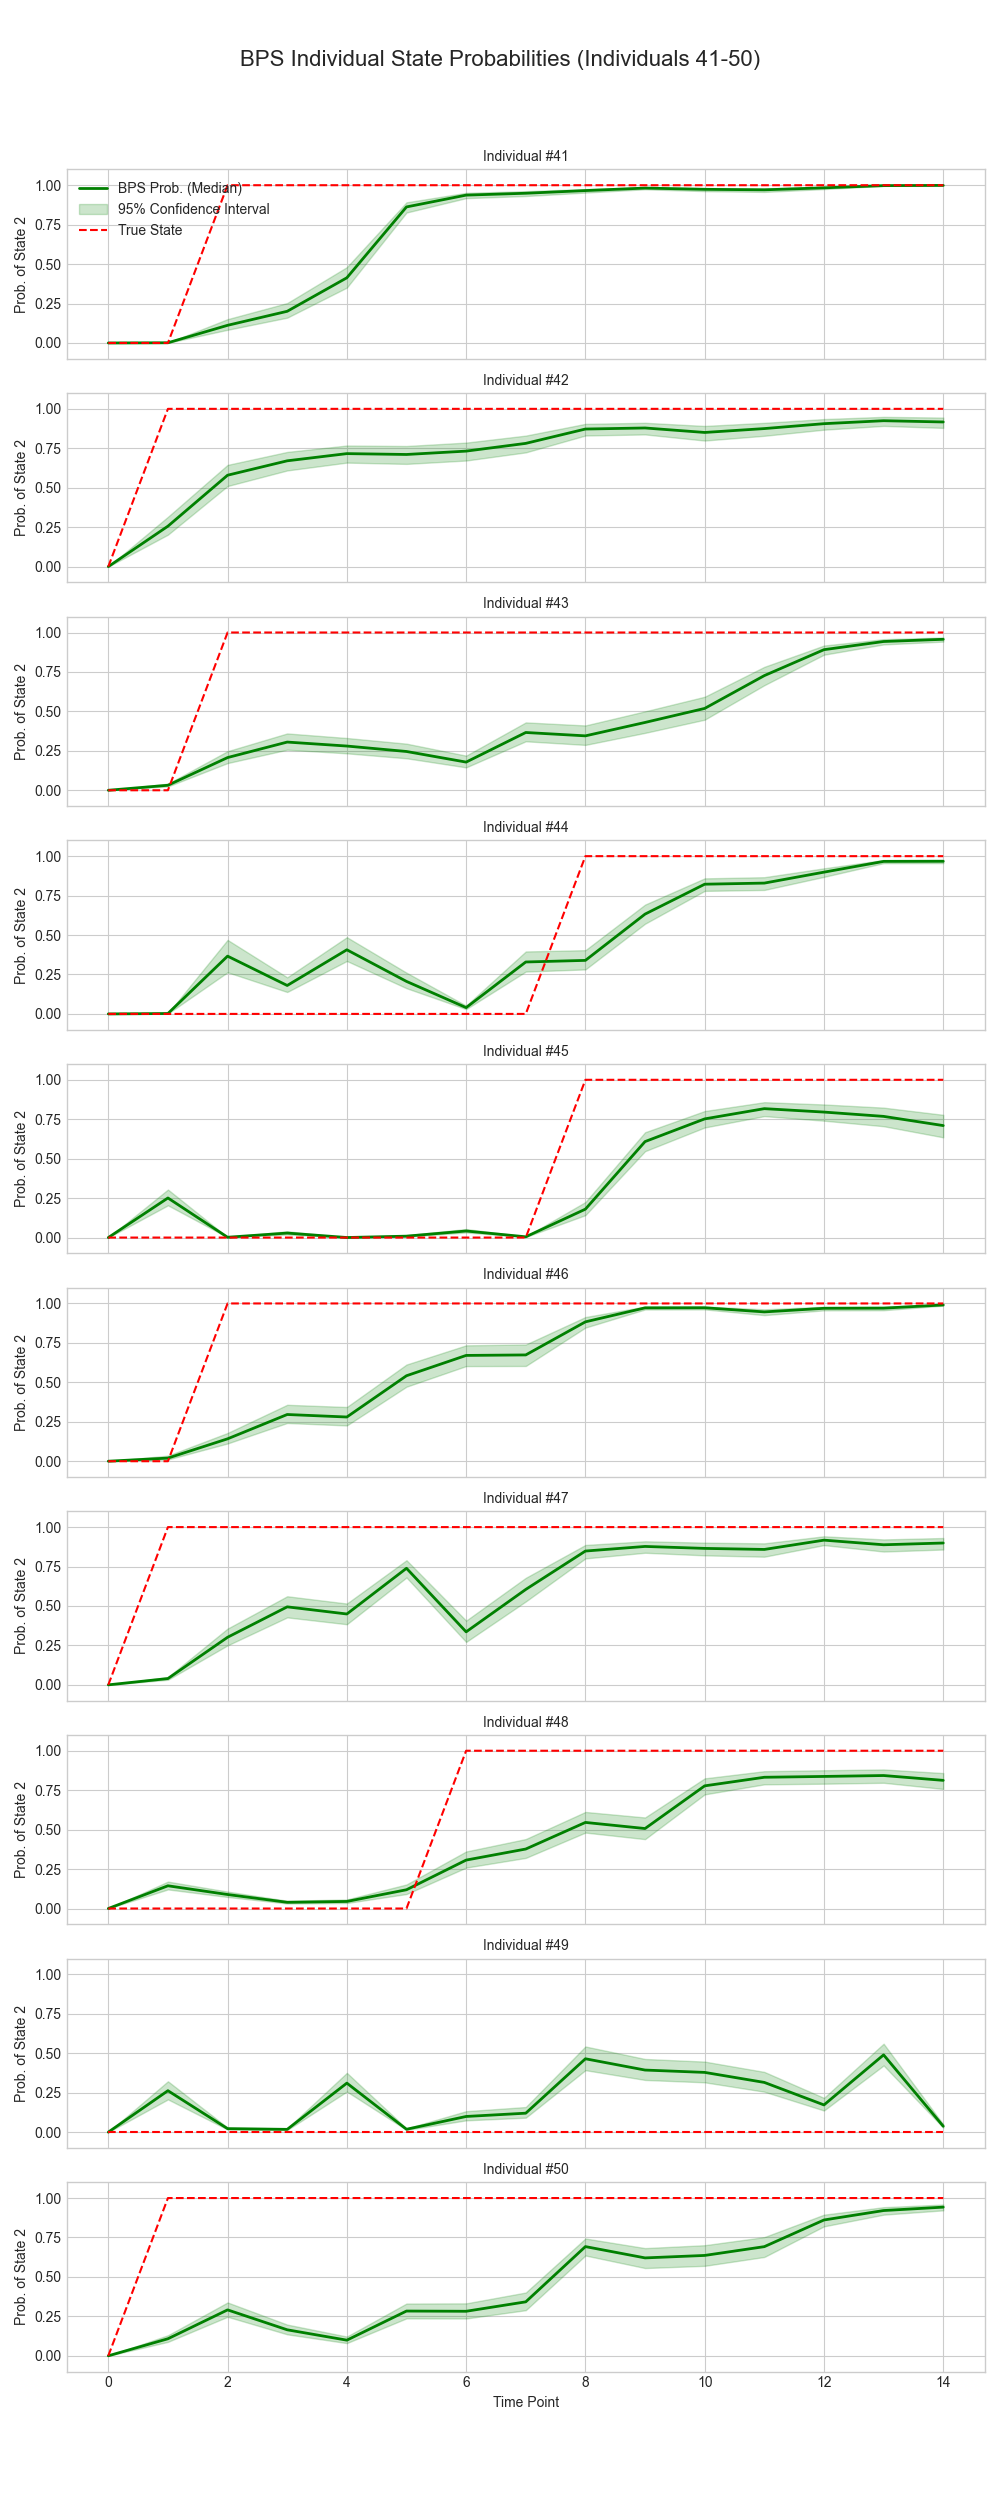 BPS Individual State Probabilities (Individuals 41-50)
Individual #41
BPS Prob. (Median)
95% Confidence Interval
True State
Prob. of State 2
1.00
0.75
0.50
0.25
0.00
Individual #42
Prob. of State 2
1.00
0.75
0.50
0.25
0.00
Individual #43
Prob. of State 2
1.00
0.75
0.50
0.25
0.00
Individual #44
Prob. of State 2
1.00
0.75
0.50
0.25
0.00
Individual #45
Prob. of State 2
1.00
0.75
0.50
0.25
0.00
Individual #46
Prob. of State 2
1.00
0.75
0.50
0.25
0.00
Individual #47
Prob. of State 2
1.00
0.75
0.50
0.25
0.00
Individual #48
Prob. of State 2
1.00
0.75
0.50
0.25
0.00
Individual #49
Prob. of State 2
1.00
0.75
0.50
0.25
0.00
Individual #50
Prob. of State 2
1.00
0.75
0.50
0.25
0.00
0 2 4 6 8 10 12 14
Time Point